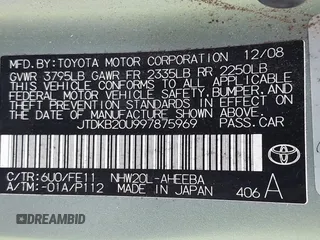 MFD.BY:TOYOTA MOTOR CORPORATION 12/08
GVWR 3795LB GAWR FR 2335LB RR 2250LB
THIS VEHICLE CONFORMS TO ALL APPLICABLE
FEDERAL MOTOR VEHICLE SAFETY, BUMPER, AND
THEFT PREVENTION STANDARDS IN EFFECT ON
THE DATE OF MANUFACTURE SHOWN ABOVE.
JTDKB20U997875969 PASS.CAR
C/TR:6U0/FE11 NHW20L-AHEEBA
A/TM:-01A/P112 MADE IN JAPAN 406 A
TOYOTA